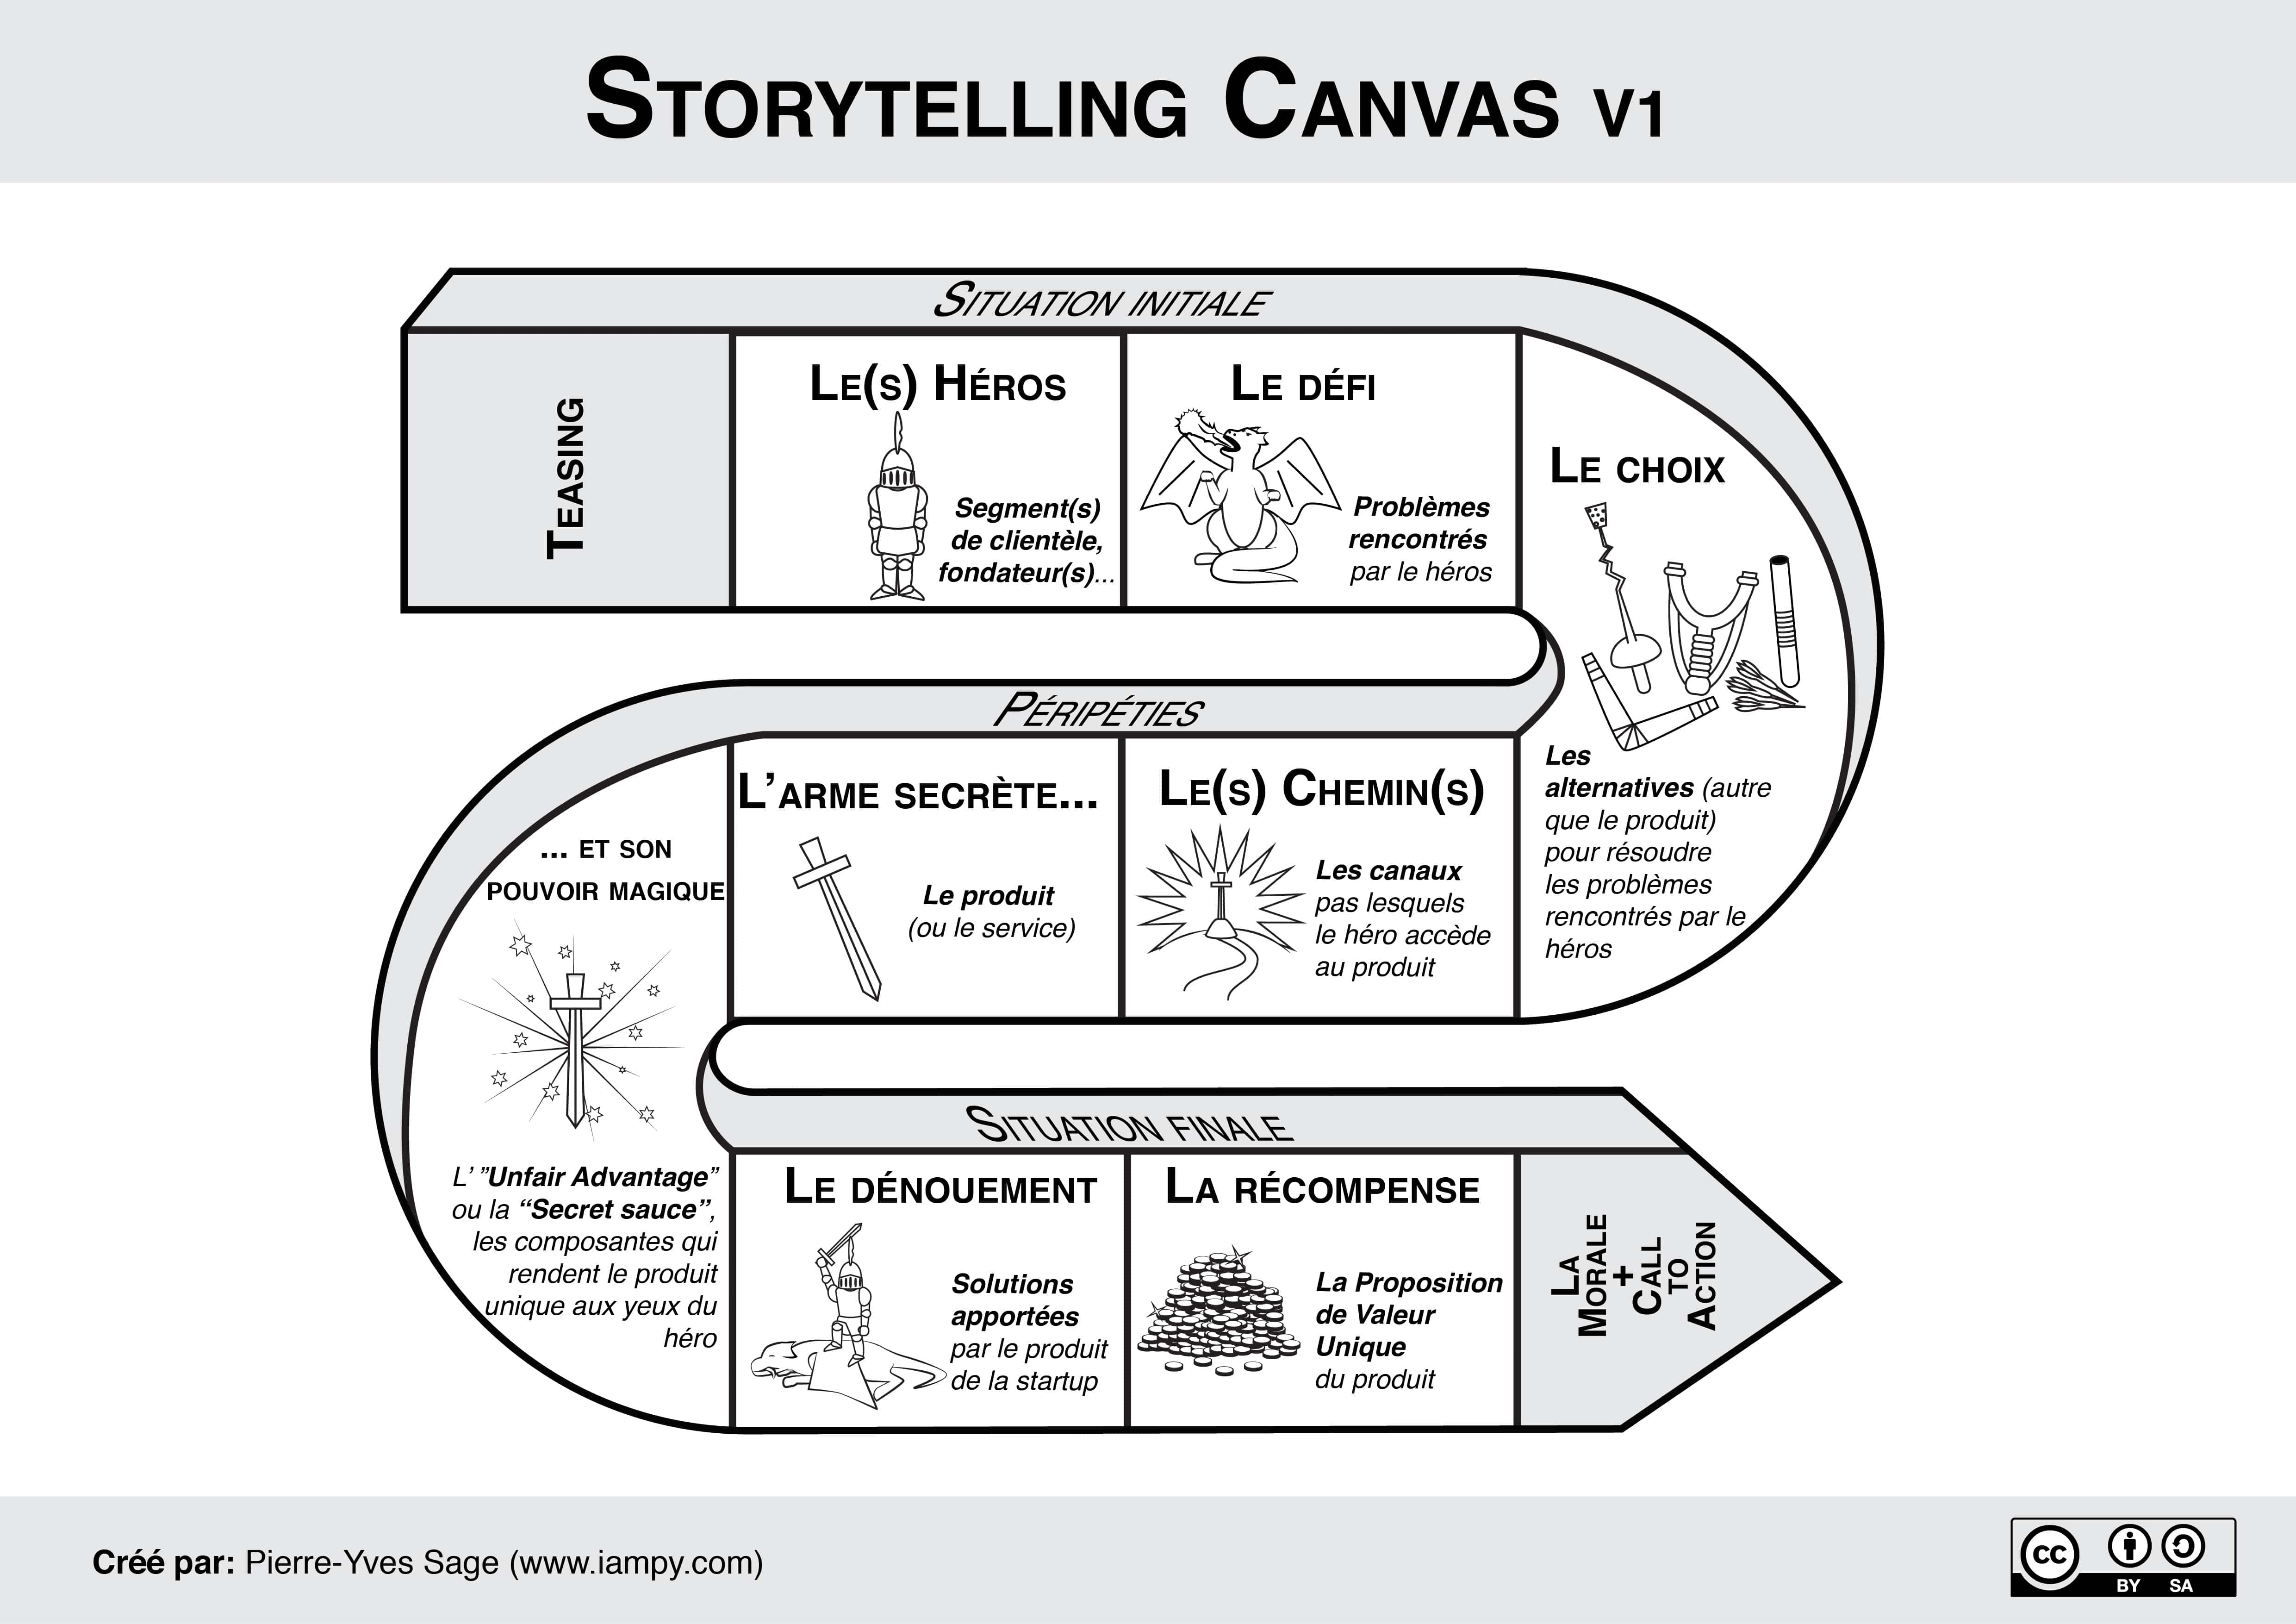 Storytelling Canvas v1
Situation initiale
Teasing
Le(s) Héros
Segment(s)
de clientèle,
fondateur(s)...
Le défi
Problèmes
rencontrés
par le héros
Le choix
Les
alternatives (autre
que le produit)
pour résoudre
les problèmes
rencontrés par le
héros
Péripéties
Le(s) Chemin(s)
Les canaux
pas lesquels
le héro accède
au produit
L’arme secrète...
Le produit
(ou le service)
... et son
pouvoir magique
L’ ”Unfair Advantage”
ou la “Secret sauce”,
les composantes qui
rendent le produit
unique aux yeux du
héro
Situation finale
Le dénouement
Solutions
apportées
par le produit
de la startup
La récompense
La Proposition
de Valeur
Unique
du produit
La
Morale
+
Call
to
Action
Créé par: Pierre-Yves Sage (www.iampy.com)
cc
BY SA